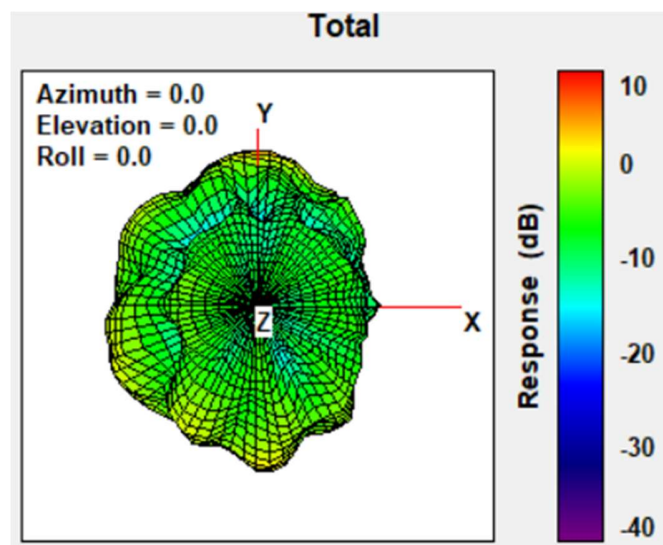 Total
Azimuth = 0.0
Elevation = 0.0
Roll = 0.0
Y
Z
X
Response (dB)
10
0
-10
-20
-30
-40